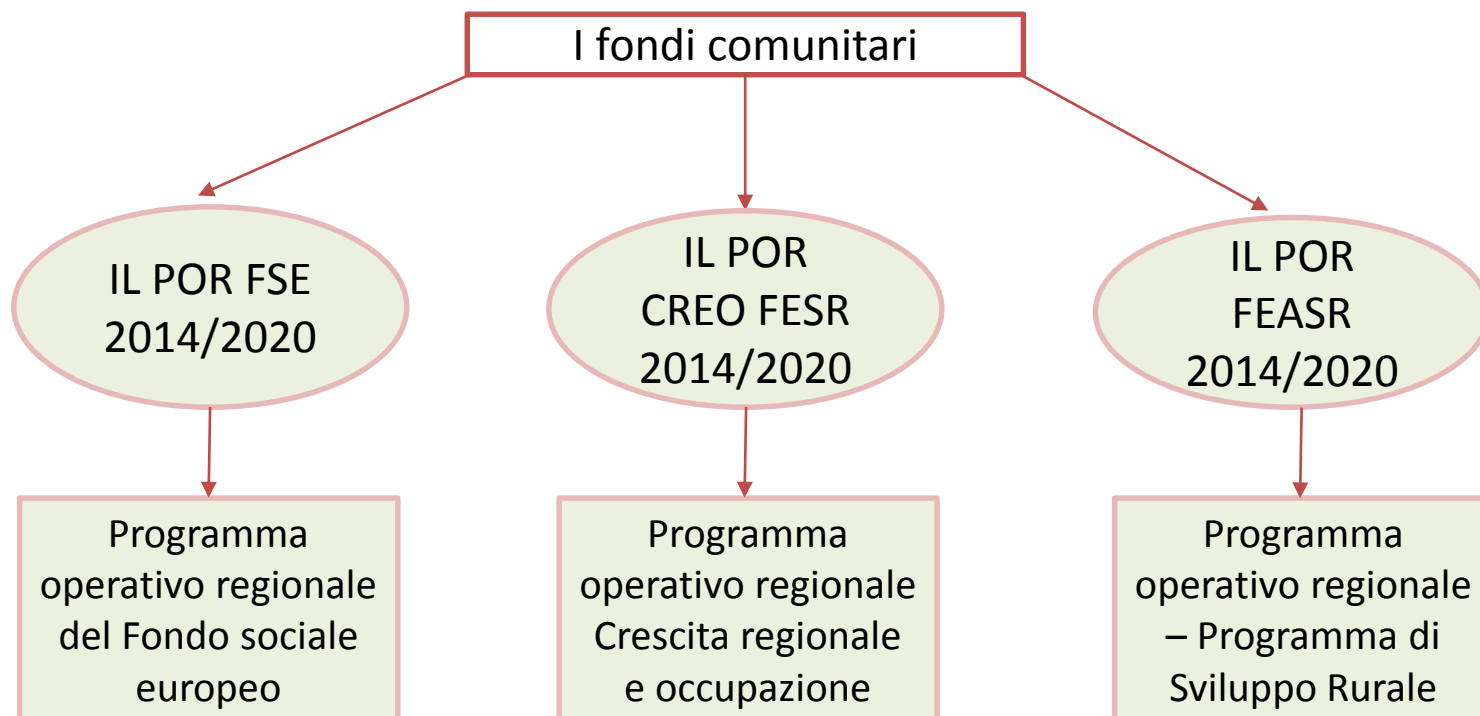 I fondi comunitari
IL POR FSE
2014/2020
IL POR
CREO FESR
2014/2020
IL POR
FEASR
2014/2020
Programma
operativo regionale
del Fondo sociale
europeo
Programma
operativo regionale
Crescita regionale
e occupazione
Programma
operativo regionale
– Programma di
Sviluppo Rurale